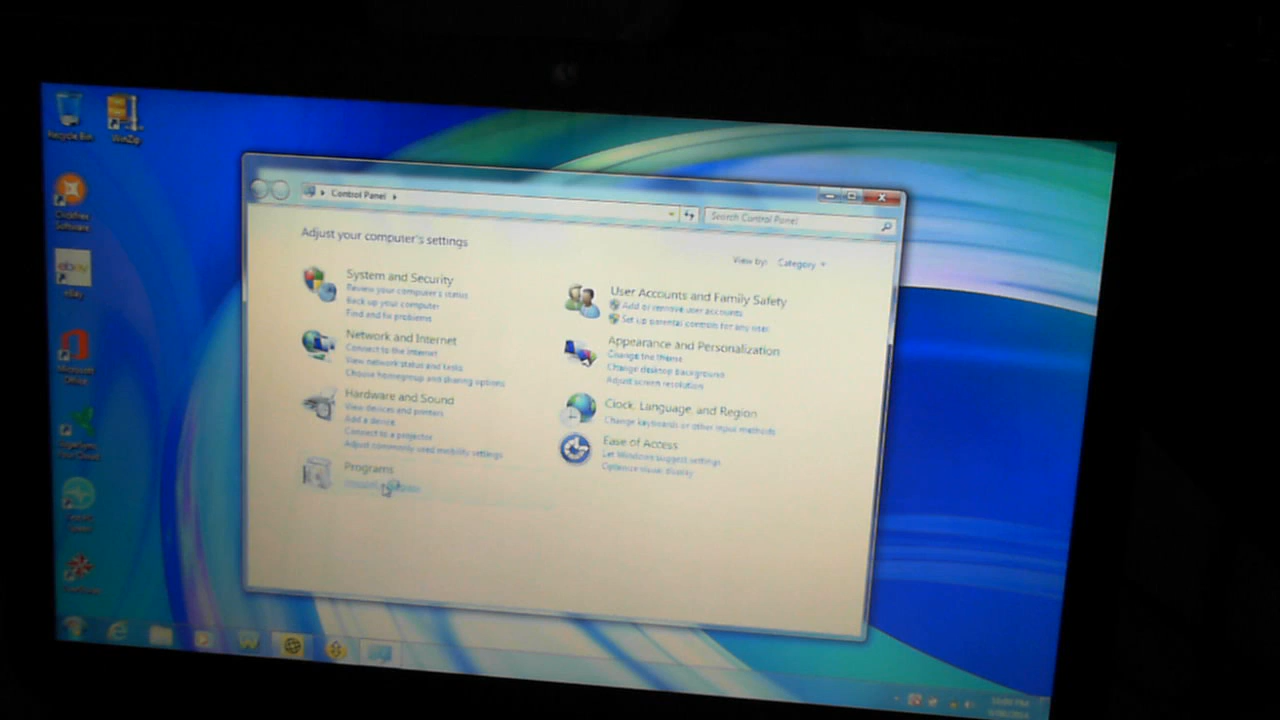 Recycle Bin
WinZip
Clickfree
Software
ebay
eBay
Microsoft
Office
Your Cloud
Control Panel
Search Control Panel
Adjust your computer's settings
View by: Category
System and Security
Review your computer's status
Back up your computer
Find and fix problems
Network and Internet
Connect to the Internet
View network status and tasks
Choose homegroup and sharing options
Hardware and Sound
View devices and printers
Add a device
Connect to a projector
Adjust commonly used mobility settings
Programs
User Accounts and Family Safety
Add or remove user accounts
Set up parental controls for any user
Appearance and Personalization
Change the theme
Change desktop background
Adjust screen resolution
Clock, Language, and Region
Change keyboards or other input methods
Ease of Access
Let Windows suggest settings
Optimize visual display